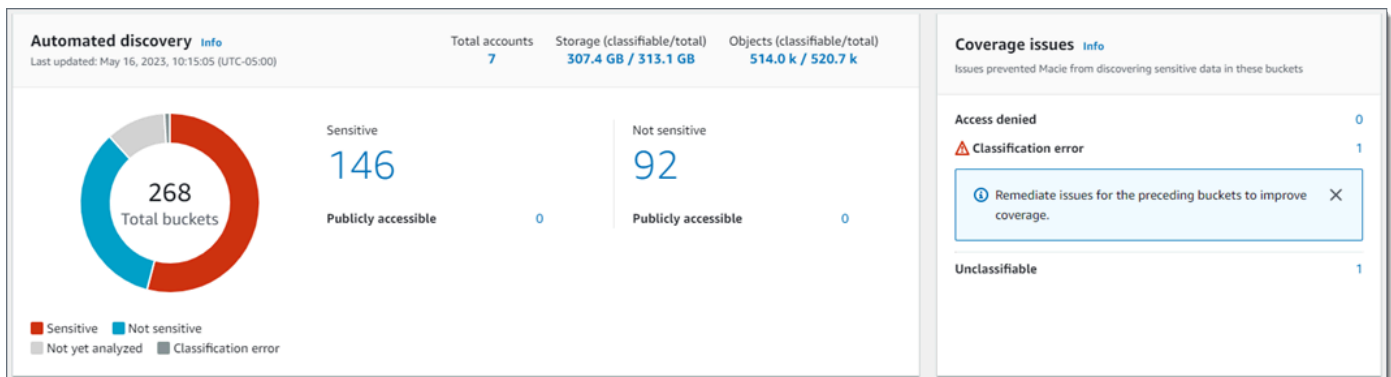 Automated discovery Info
Last updated: May 16, 2023, 10:15:05 (UTC-05:00)
Total accounts
7
Storage (classifiable/total)
307.4 GB / 313.1 GB
Objects (classifiable/total)
514.0 k / 520.7 k
268
Total buckets
Sensitive
146
Publicly accessible 0
Not sensitive
92
Publicly accessible 0
Sensitive Not sensitive
Not yet analyzed Classification error
Coverage issues Info
Issues prevented Macie from discovering sensitive data in these buckets
Access denied 0
Classification error 1
Remediate issues for the preceding buckets to improve
coverage.
Unclassifiable 1